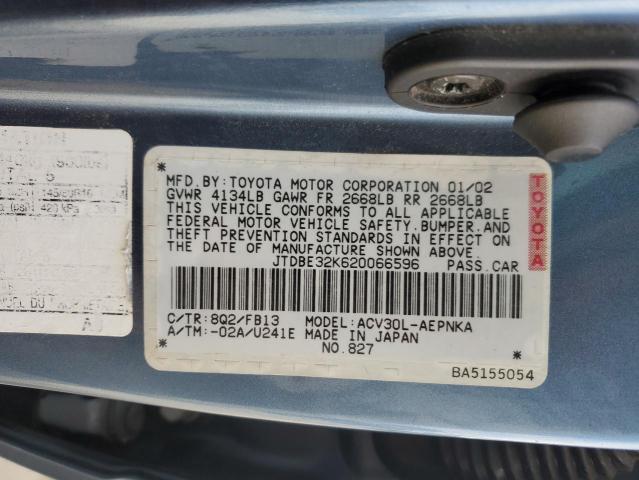 MFD. BY: TOYOTA MOTOR CORPORATION 01/02
GVWR 4134LB GAWR FR 2668LB RR 2668LB
THIS VEHICLE CONFORMS TO ALL APPLICABLE
FEDERAL MOTOR VEHICLE SAFETY, BUMPER, AND
THEFT PREVENTION STANDARDS IN EFFECT ON
THE DATE OF MANUFACTURE SHOWN ABOVE.
JTDBE32K620066596 PASS. CAR
C/TR: 8Q2/FB13 MODEL: ACV30L-AEPNKA
A/TM: -02A/U241E MADE IN JAPAN
NO. 827
BA5155054
TOYOTA